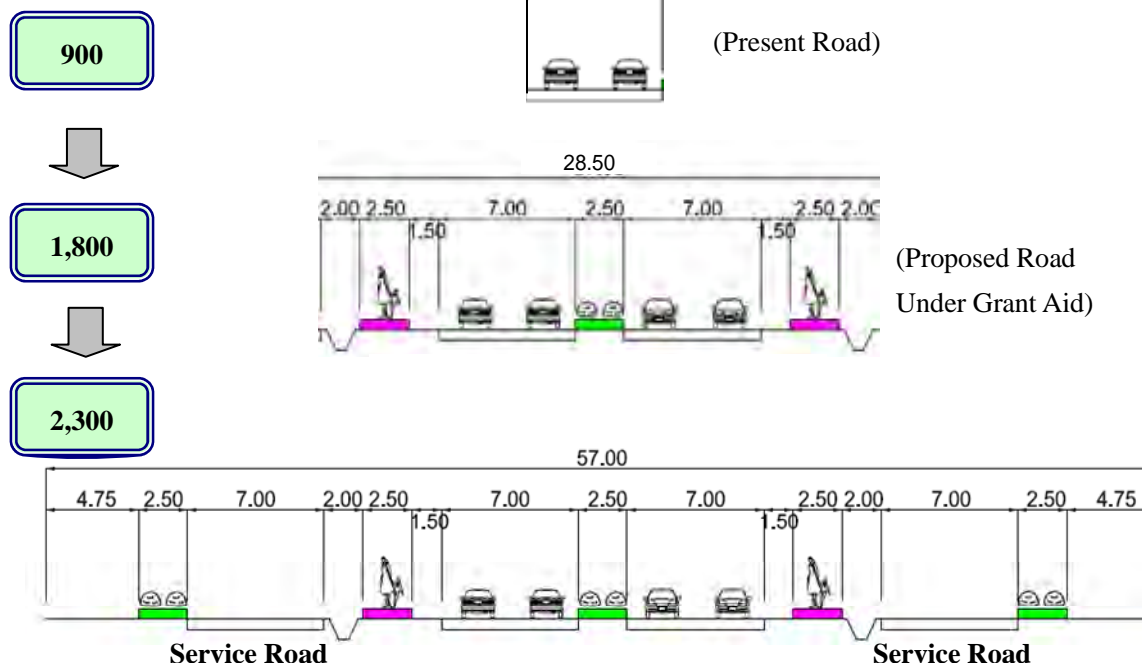 900
(Present Road)
28.50
2.00 2.50 7.00 2.50 7.00 2.50 2.00
1.50 1.50
1,800
(Proposed Road
Under Grant Aid)
2,300
57.00
4.75 2.50 7.00 2.00 2.50 7.00 2.50 7.00 2.50 2.00 7.00 2.50 4.75
1.50 1.50
Service Road Service Road